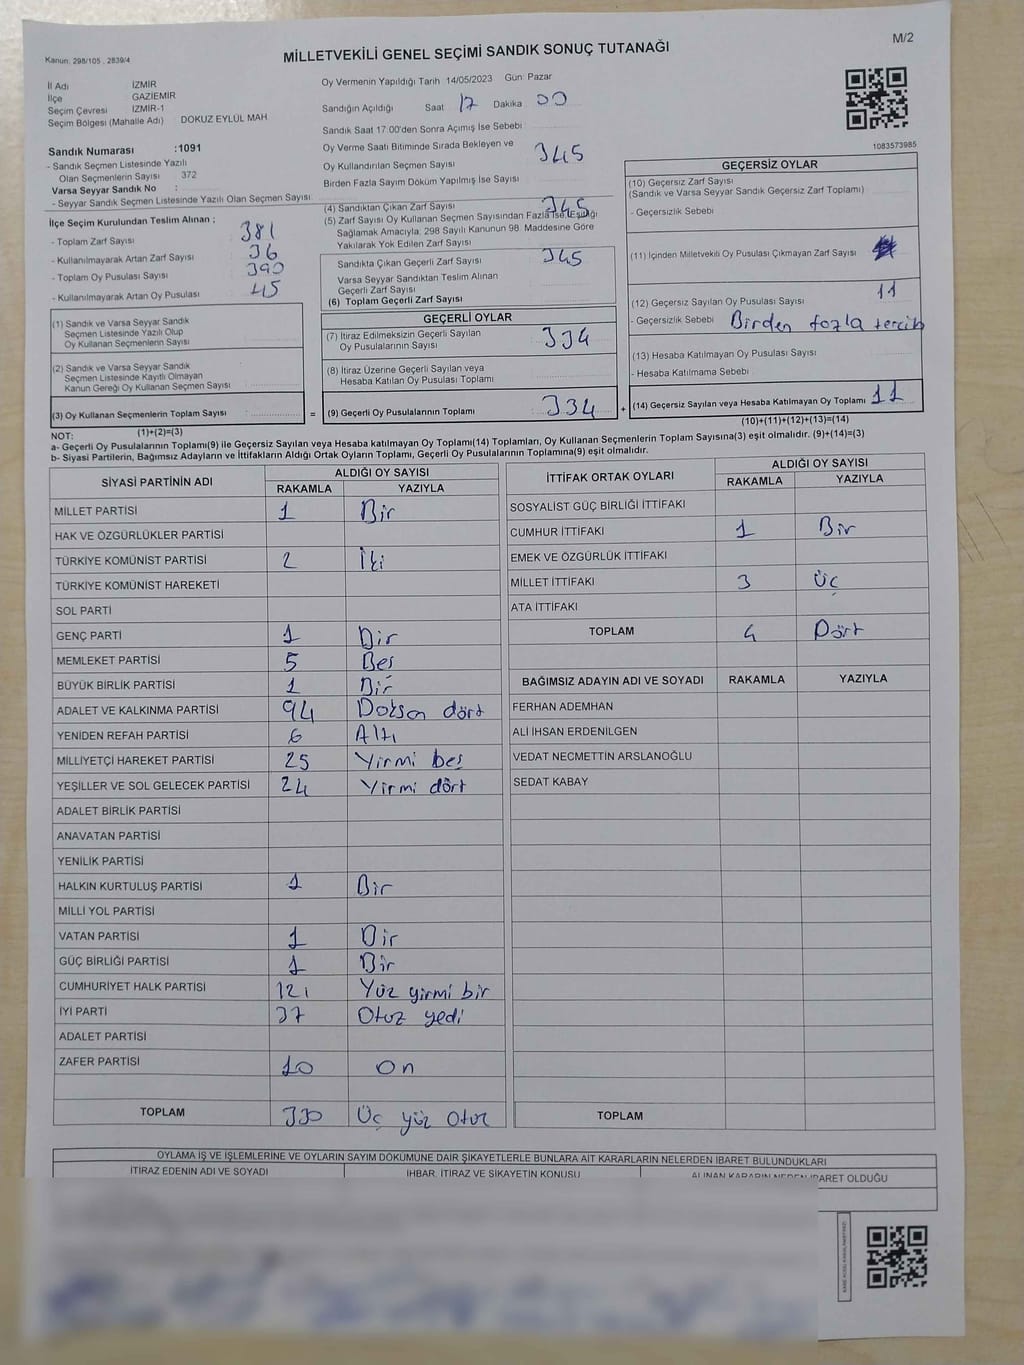 M/2
Kanun: 298/105 , 2839/4
MİLLETVEKİLİ GENEL SEÇİMİ SANDIK SONUÇ TUTANAĞI
İl Adı İZMİR
İlçe GAZİEMİR
Seçim Çevresi İZMİR-1
Seçim Bölgesi (Mahalle Adı) DOKUZ EYLÜL MAH
Sandık Numarası :1091
- Sandık Seçmen Listesinde Yazılı
Olan Seçmenlerin Sayısı 372
Varsa Seyyar Sandık No :
- Seyyar Sandık Seçmen Listesinde Yazılı Olan Seçmen Sayısı
Oy Vermenin Yapıldığı Tarih 14/05/2023 Gün: Pazar
Sandığın Açıldığı Saat 17 Dakika 00
Sandık Saat 17:00'den Sonra Açılmış İse Sebebi
Oy Verme Saati Bitiminde Sırada Bekleyen ve
Oy Kullandırılan Seçmen Sayısı 345
Birden Fazla Sayım Döküm Yapılmış İse Sayısı
1083573985
İlçe Seçim Kurulundan Teslim Alınan ;
- Toplam Zarf Sayısı 381
- Kullanılmayarak Artan Zarf Sayısı 36
- Toplam Oy Pusulası Sayısı 390
- Kullanılmayarak Artan Oy Pusulası 45
(4) Sandıktan Çıkan Zarf Sayısı 345
(5) Zarf Sayısı Oy Kullanan Seçmen Sayısından Fazla İse, Eşitliği
Sağlamak Amacıyla, 298 Sayılı Kanunun 98. Maddesine Göre
Yakılarak Yok Edilen Zarf Sayısı
Sandıkta Çıkan Geçerli Zarf Sayısı 345
Varsa Seyyar Sandıktan Teslim Alınan
Geçerli Zarf Sayısı
(6) Toplam Geçerli Zarf Sayısı
GEÇERSİZ OYLAR
(10) Geçersiz Zarf Sayısı
(Sandık ve Varsa Seyyar Sandık Geçersiz Zarf Toplamı)
- Geçersizlik Sebebi
(11) İçinden Milletvekili Oy Pusulası Çıkmayan Zarf Sayısı
(12) Geçersiz Sayılan Oy Pusulası Sayısı 11
- Geçersizlik Sebebi Birden fazla tercih
(13) Hesaba Katılmayan Oy Pusulası Sayısı
- Hesaba Katılmama Sebebi
(14) Geçersiz Sayılan veya Hesaba Katılmayan Oy Toplamı 11
(10)+(11)+(12)+(13)=(14)
(1) Sandık ve Varsa Seyyar Sandık
Seçmen Listesinde Yazılı Olup
Oy Kullanan Seçmenlerin Sayısı
(2) Sandık ve Varsa Seyyar Sandık
Seçmen Listesinde Kayıtlı Olmayan
Kanun Gereği Oy Kullanan Seçmen Sayısı
(3) Oy Kullanan Seçmenlerin Toplam Sayısı =
(1)+(2)=(3)
GEÇERLİ OYLAR
(7) İtiraz Edilmeksizin Geçerli Sayılan
Oy Pusulalarının Sayısı 334
(8) İtiraz Üzerine Geçerli Sayılan veya
Hesaba Katılan Oy Pusulası Toplamı
(9) Geçerli Oy Pusulalarının Toplamı 334 +
NOT:
a- Geçerli Oy Pusulalarının Toplamı(9) ile Geçersiz Sayılan veya Hesaba katılmayan Oy Toplamı(14) Toplamları, Oy Kullanan Seçmenlerin Toplam Sayısına(3) eşit olmalıdır. (9)+(14)=(3)
b- Siyasi Partilerin, Bağımsız Adayların ve İttifakların Aldığı Ortak Oyların Toplamı, Geçerli Oy Pusulalarının Toplamına(9) eşit olmalıdır.
SİYASİ PARTİNİN ADI ALDIĞI OY SAYISI
RAKAMLA YAZIYLA
MİLLET PARTİSİ 1 Bir
HAK VE ÖZGÜRLÜKLER PARTİSİ
TÜRKİYE KOMÜNİST PARTİSİ 2 İki
TÜRKİYE KOMÜNİST HAREKETİ
SOL PARTİ
GENÇ PARTİ 1 Bir
MEMLEKET PARTİSİ 5 Beş
BÜYÜK BİRLİK PARTİSİ 1 Bir
ADALET VE KALKINMA PARTİSİ 94 Doksan dört
YENİDEN REFAH PARTİSİ 6 Altı
MİLLİYETÇİ HAREKET PARTİSİ 25 Yirmi beş
YEŞİLLER VE SOL GELECEK PARTİSİ 24 Yirmi dört
ADALET BİRLİK PARTİSİ
ANAVATAN PARTİSİ
YENİLİK PARTİSİ
HALKIN KURTULUŞ PARTİSİ 1 Bir
MİLLİ YOL PARTİSİ
VATAN PARTİSİ 1 Bir
GÜÇ BİRLİĞİ PARTİSİ 1 Bir
CUMHURİYET HALK PARTİSİ 121 Yüz yirmi bir
İYİ PARTİ 37 Otuz yedi
ADALET PARTİSİ
ZAFER PARTİSİ 10 On
TOPLAM 330 Üç yüz Otuz
İTTİFAK ORTAK OYLARI ALDIĞI OY SAYISI
RAKAMLA YAZIYLA
SOSYALİST GÜÇ BİRLİĞİ İTTİFAKI
CUMHUR İTTİFAKI 1 Bir
EMEK VE ÖZGÜRLÜK İTTİFAKI
MİLLET İTTİFAKI 3 Üç
ATA İTTİFAKI
TOPLAM 4 Dört
BAĞIMSIZ ADAYIN ADI VE SOYADI RAKAMLA YAZIYLA
FERHAN ADEMHAN
ALİ İHSAN ERDENİLGEN
VEDAT NECMETTİN ARSLANOĞLU
SEDAT KABAY
TOPLAM
OYLAMA İŞ VE İŞLEMLERİNE VE OYLARIN SAYIM DÖKÜMÜNE DAİR ŞİKAYETLERLE BUNLARA AİT KARARLARIN NELERDEN İBARET BULUNDUKLARI
İTİRAZ EDENİN ADI VE SOYADI İHBAR, İTİRAZ VE ŞİKAYETİN KONUSU ALINAN KARARIN NEDEN İBARET OLDUĞU